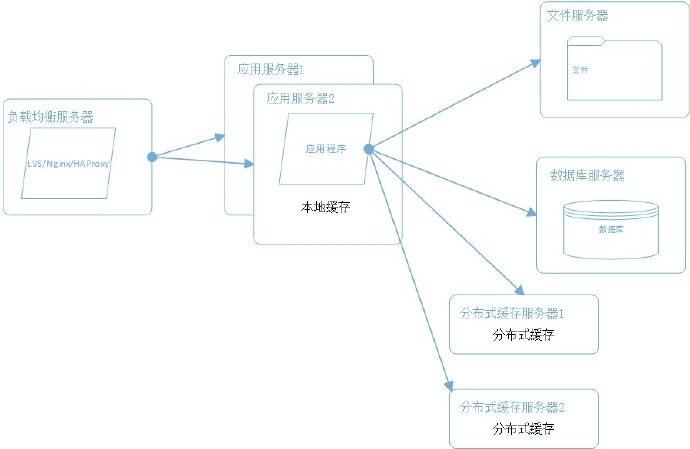 负载均衡服务器
LVS/Nginx/HAProxy
应用服务器1
应用服务器2
应用程序
本地缓存
文件服务器
文件
数据库服务器
数据库
分布式缓存服务器1
分布式缓存
分布式缓存服务器2
分布式缓存